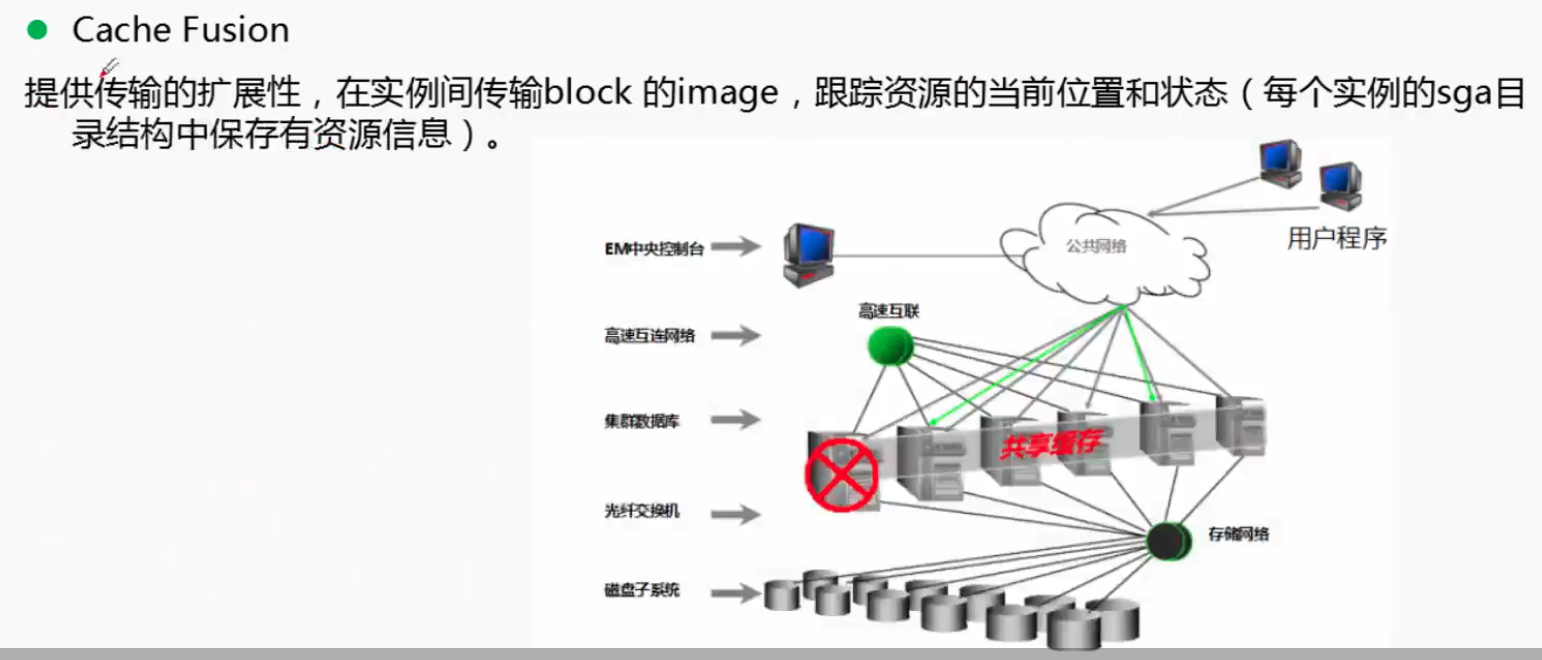 Cache Fusion
提供传输的扩展性，在实例间传输block 的image，跟踪资源的当前位置和状态（每个实例的sga目
录结构中保存有资源信息）。
用户程序
公共网络
EM中央控制台
高速互联
高速互连网络
集群数据库
共享缓存
光纤交换机
存储网络
磁盘子系统